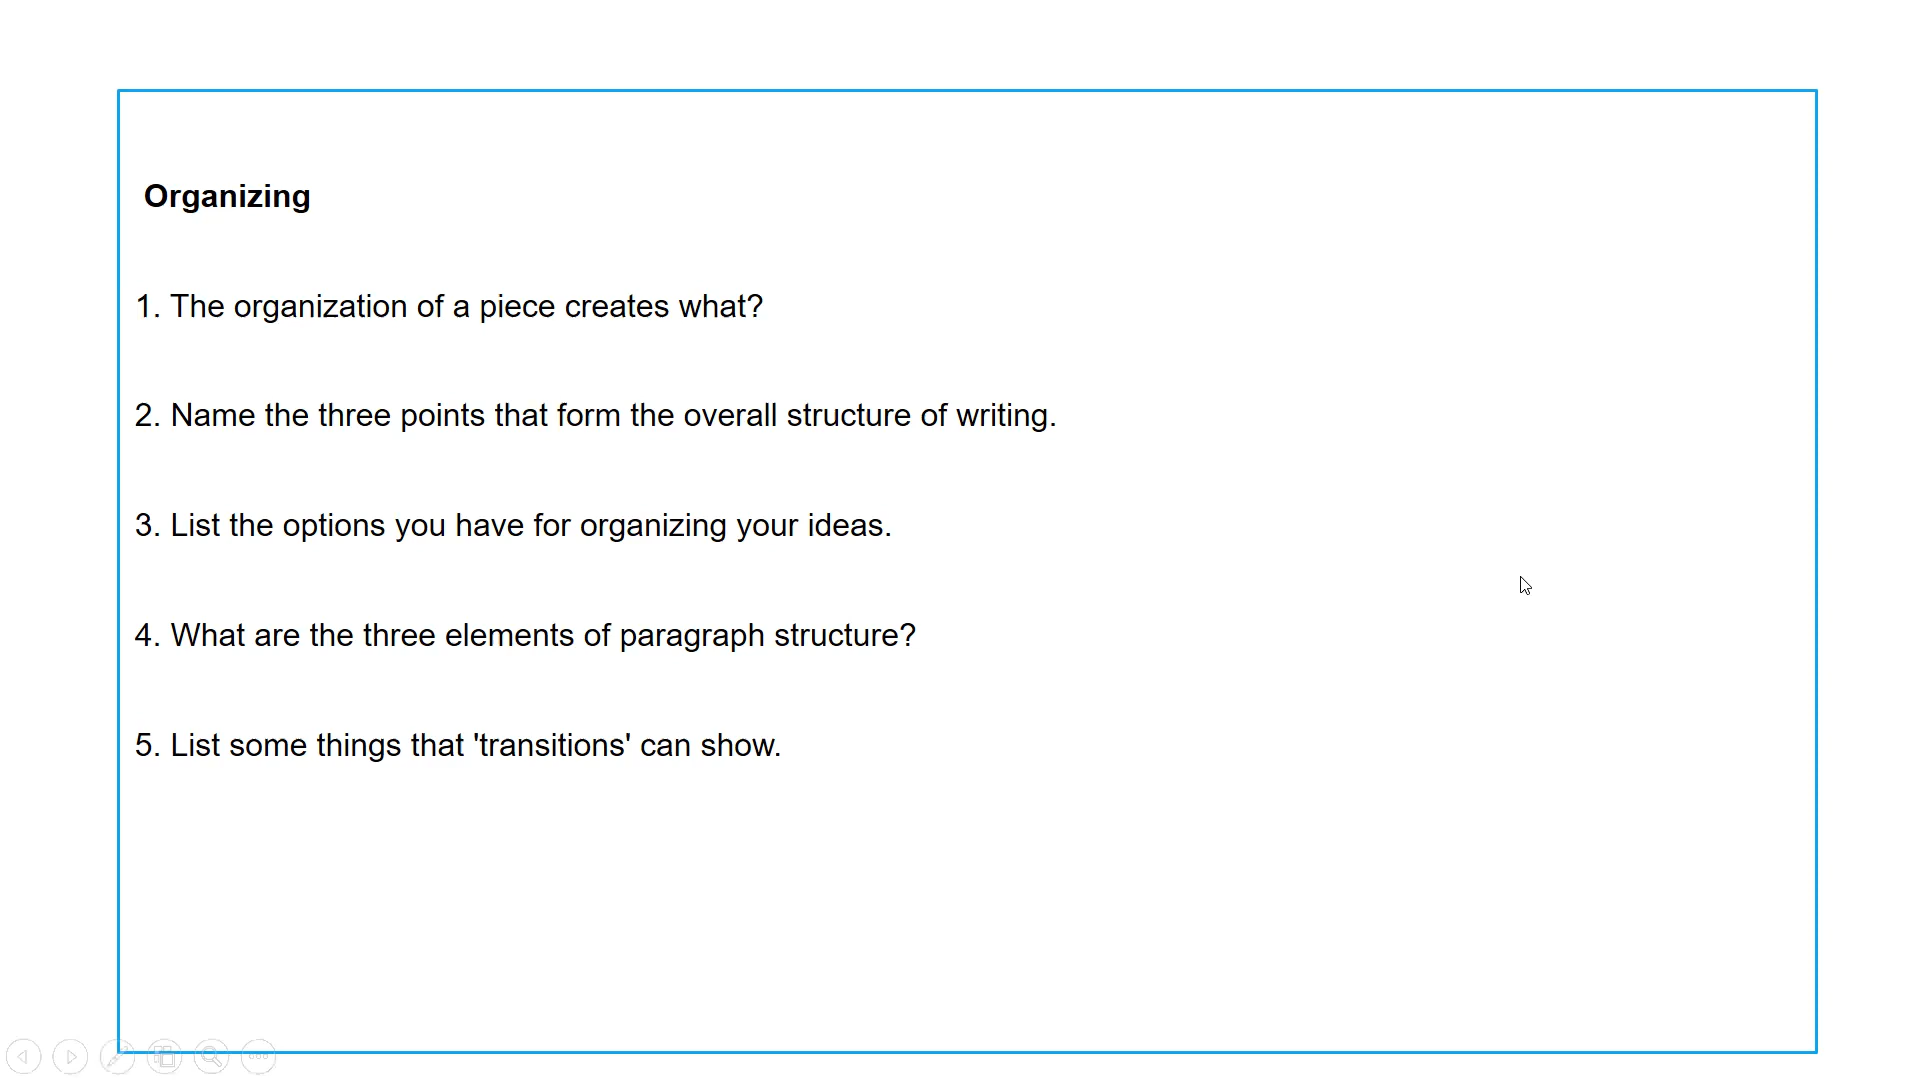 Organizing
1. The organization of a piece creates what?
2. Name the three points that form the overall structure of writing.
3. List the options you have for organizing your ideas.
4. What are the three elements of paragraph structure?
5. List some things that 'transitions' can show.